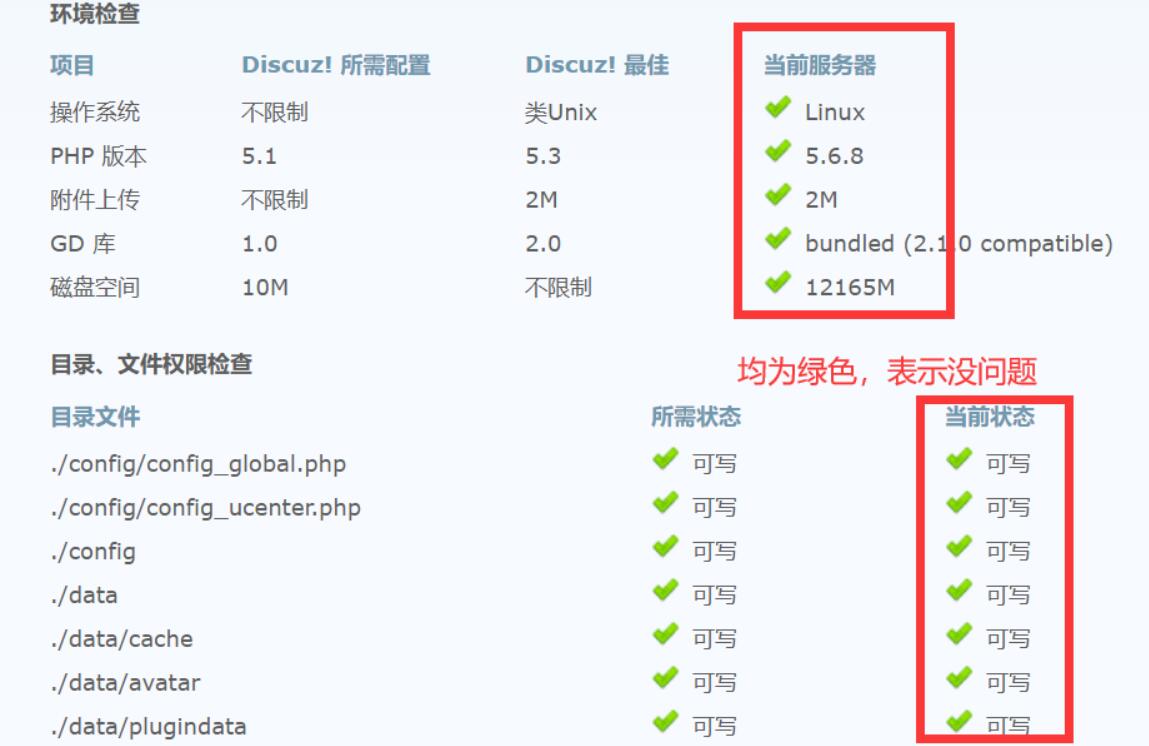 环境检查
项目 Discuz! 所需配置 Discuz! 最佳 当前服务器
操作系统 不限制 类Unix Linux
PHP 版本 5.1 5.3 5.6.8
附件上传 不限制 2M 2M
GD 库 1.0 2.0 bundled (2.1.0 compatible)
磁盘空间 10M 不限制 12165M
目录、文件权限检查
均为绿色，表示没问题
目录文件 所需状态 当前状态
./config/config_global.php 可写 可写
./config/config_ucenter.php 可写 可写
./config 可写 可写
./data 可写 可写
./data/cache 可写 可写
./data/avatar 可写 可写
./data/plugindata 可写 可写